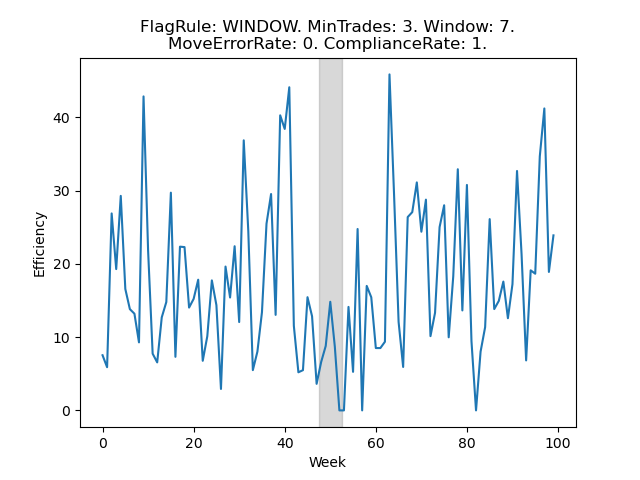 FlagRule: WINDOW. MinTrades: 3. Window: 7.
MoveErrorRate: 0. ComplianceRate: 1.
40
30
20
10
0
Efficiency
0 20 40 60 80 100
Week